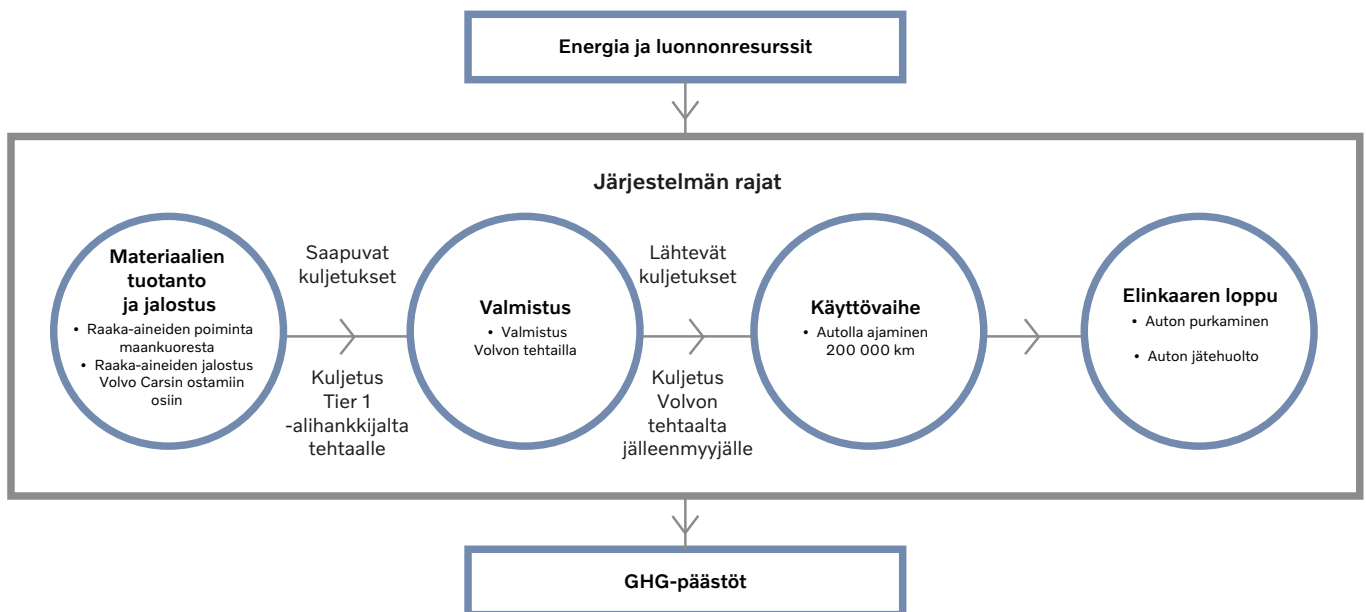 Energia ja luonnonresurssit
Järjestelmän rajat
Materiaalien
tuotanto
ja jalostus
• Raaka-aineiden poiminta
maankuoresta
• Raaka-aineiden jalostus
Volvo Carsin ostamiin
osiin
Saapuvat
kuljetukset
Kuljetus
Tier 1
-alihankkijalta
tehtaalle
Valmistus
• Valmistus
Volvon tehtailla
Lähtevät
kuljetukset
Kuljetus
Volvon
tehtaalta
jälleenmyyjälle
Käyttövaihe
• Autolla ajaminen
200 000 km
Elinkaaren loppu
• Auton purkaminen
• Auton jätehuolto
GHG-päästöt